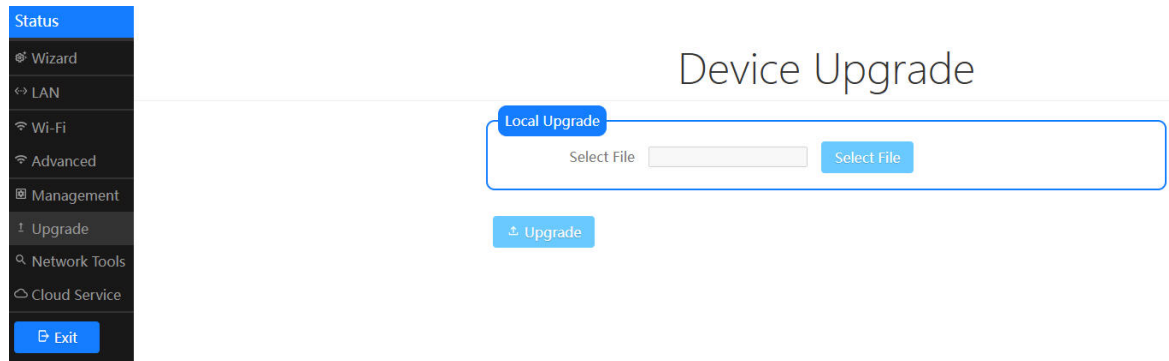 Status
Wizard
LAN
Wi-Fi
Advanced
Management
Upgrade
Network Tools
Cloud Service
Exit
Device Upgrade
Local Upgrade
Select File Select File
Upgrade